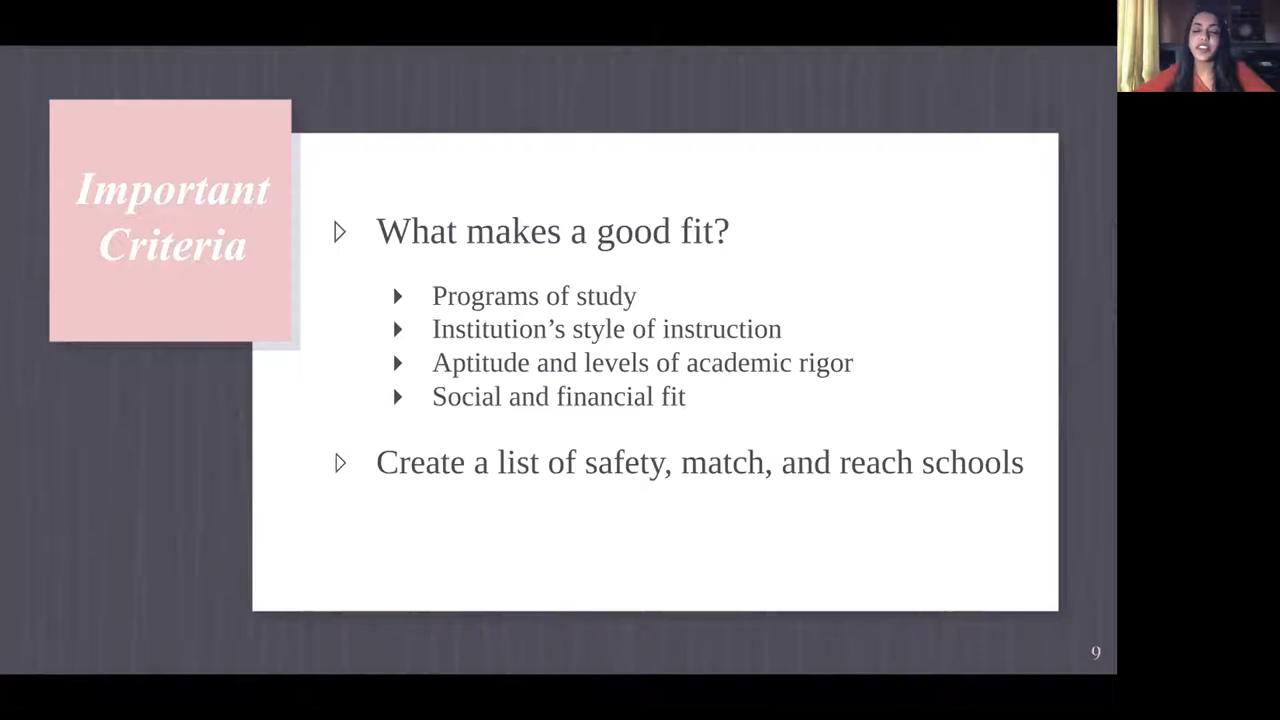 Important
Criteria
What makes a good fit?
Programs of study
Institution’s style of instruction
Aptitude and levels of academic rigor
Social and financial fit
Create a list of safety, match, and reach schools
9